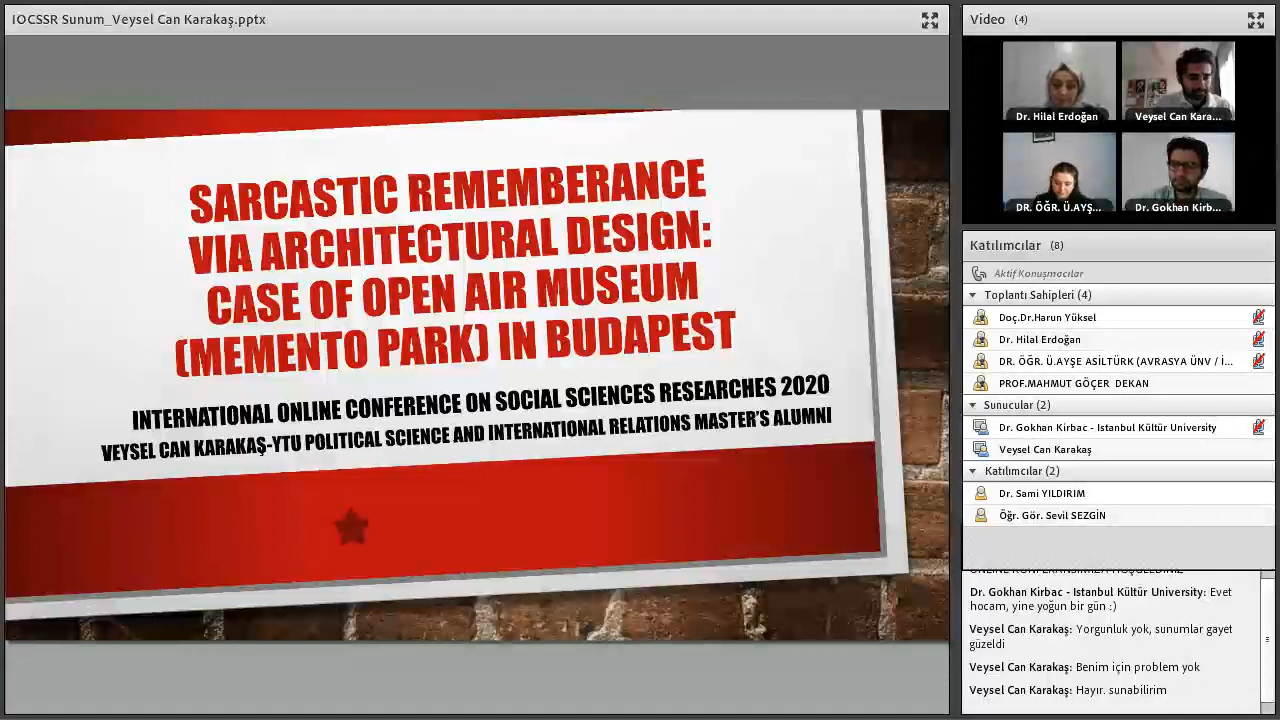 IOCSSR Sunum_Veysel Can Karakaş.pptx
SARCASTIC REMEMBERANCE
VIA ARCHITECTURAL DESIGN:
CASE OF OPEN AIR MUSEUM
(MEMENTO PARK) IN BUDAPEST
INTERNATIONAL ONLINE CONFERENCE ON SOCIAL SCIENCES RESEARCHES 2020
VEYSEL CAN KARAKAŞ-YTU POLITICAL SCIENCE AND INTERNATIONAL RELATIONS MASTER'S ALUMNI
Video (4)
Dr. Hilal Erdoğan
Veysel Can Kara...
DR. ÖĞR. Ü.AYŞ...
Dr. Gokhan Kirb...
Katılımcılar (8)
Aktif Konuşmacılar
Toplantı Sahipleri (4)
Doç.Dr.Harun Yüksel
Dr. Hilal Erdoğan
DR. ÖĞR. Ü.AYŞE ASİLTÜRK (AVRASYA ÜNV / İ...
PROF.MAHMUT GÖÇER DEKAN
Sunucular (2)
Dr. Gokhan Kirbac - Istanbul Kültür University
Veysel Can Karakaş
Katılımcılar (2)
Dr. Sami YILDIRIM
Öğr. Gör. Sevil SEZGİN
Dr. Gokhan Kirbac - Istanbul Kültür University: Evet
hocam, yine yoğun bir gün :)
Veysel Can Karakaş: Yorgunluk yok, sunumlar gayet
güzeldi
Veysel Can Karakaş: Benim için problem yok
Veysel Can Karakaş: Hayır. sunabilirim